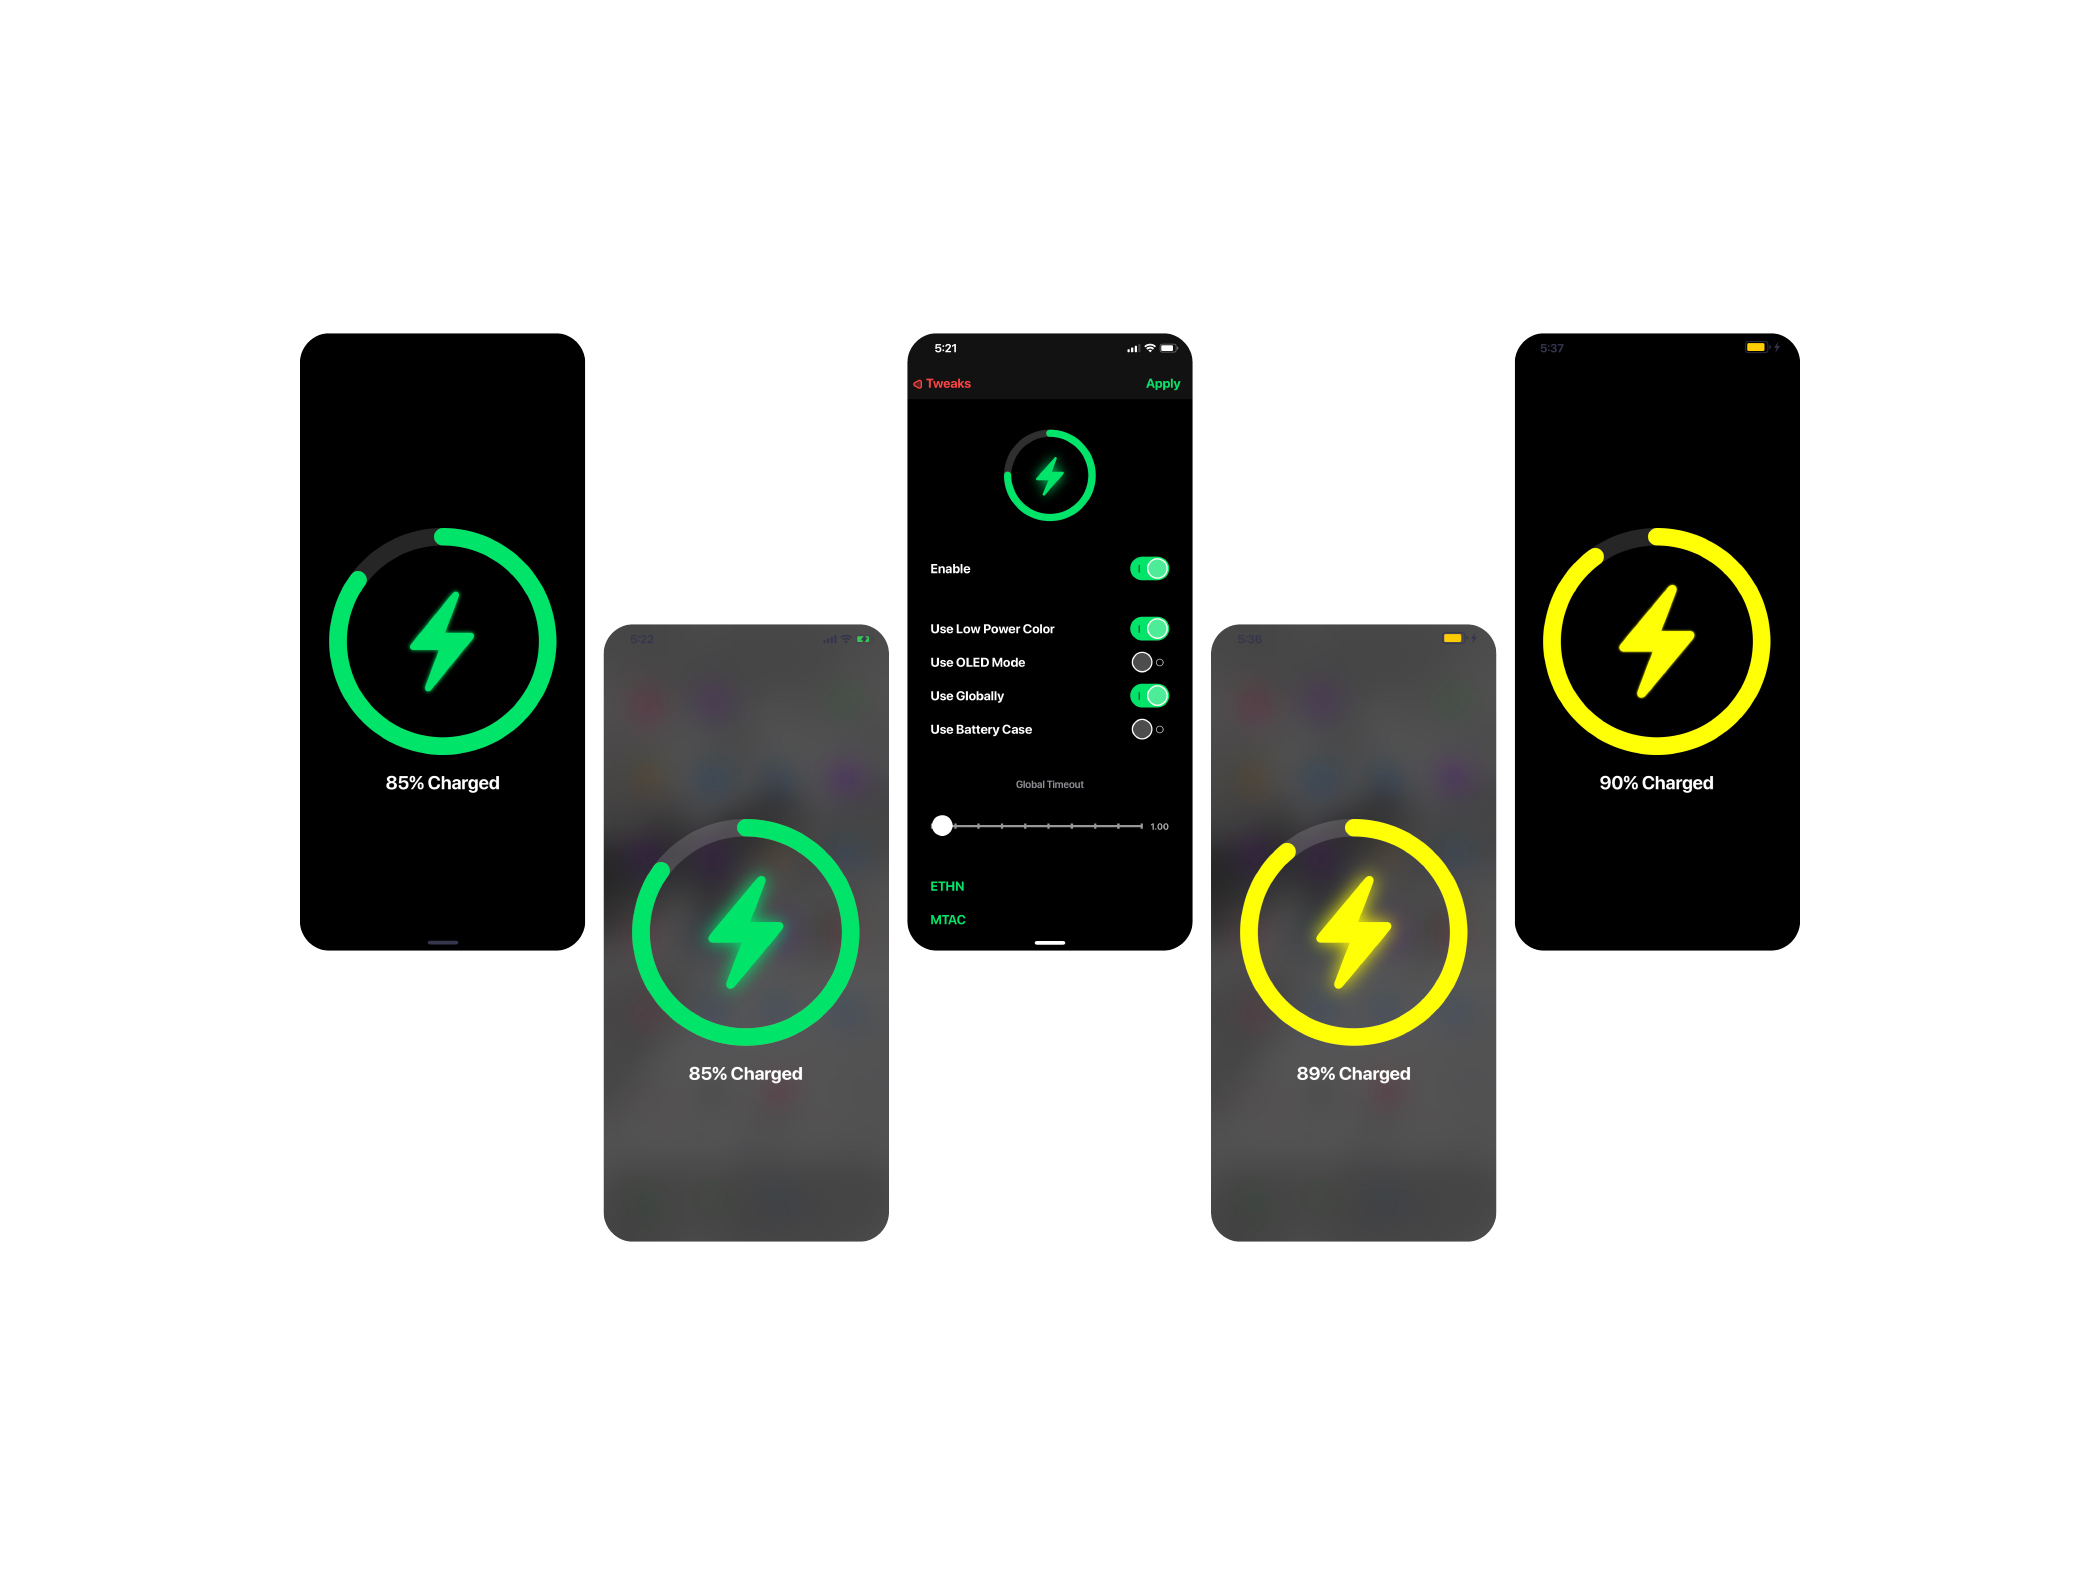 85% Charged
5:22
85% Charged
5:21
Tweaks
Apply
Enable
Use Low Power Color
Use OLED Mode
Use Globally
Use Battery Case
Global Timeout
1.00
ETHN
MTAC
5:36
89% Charged
5:37
90% Charged